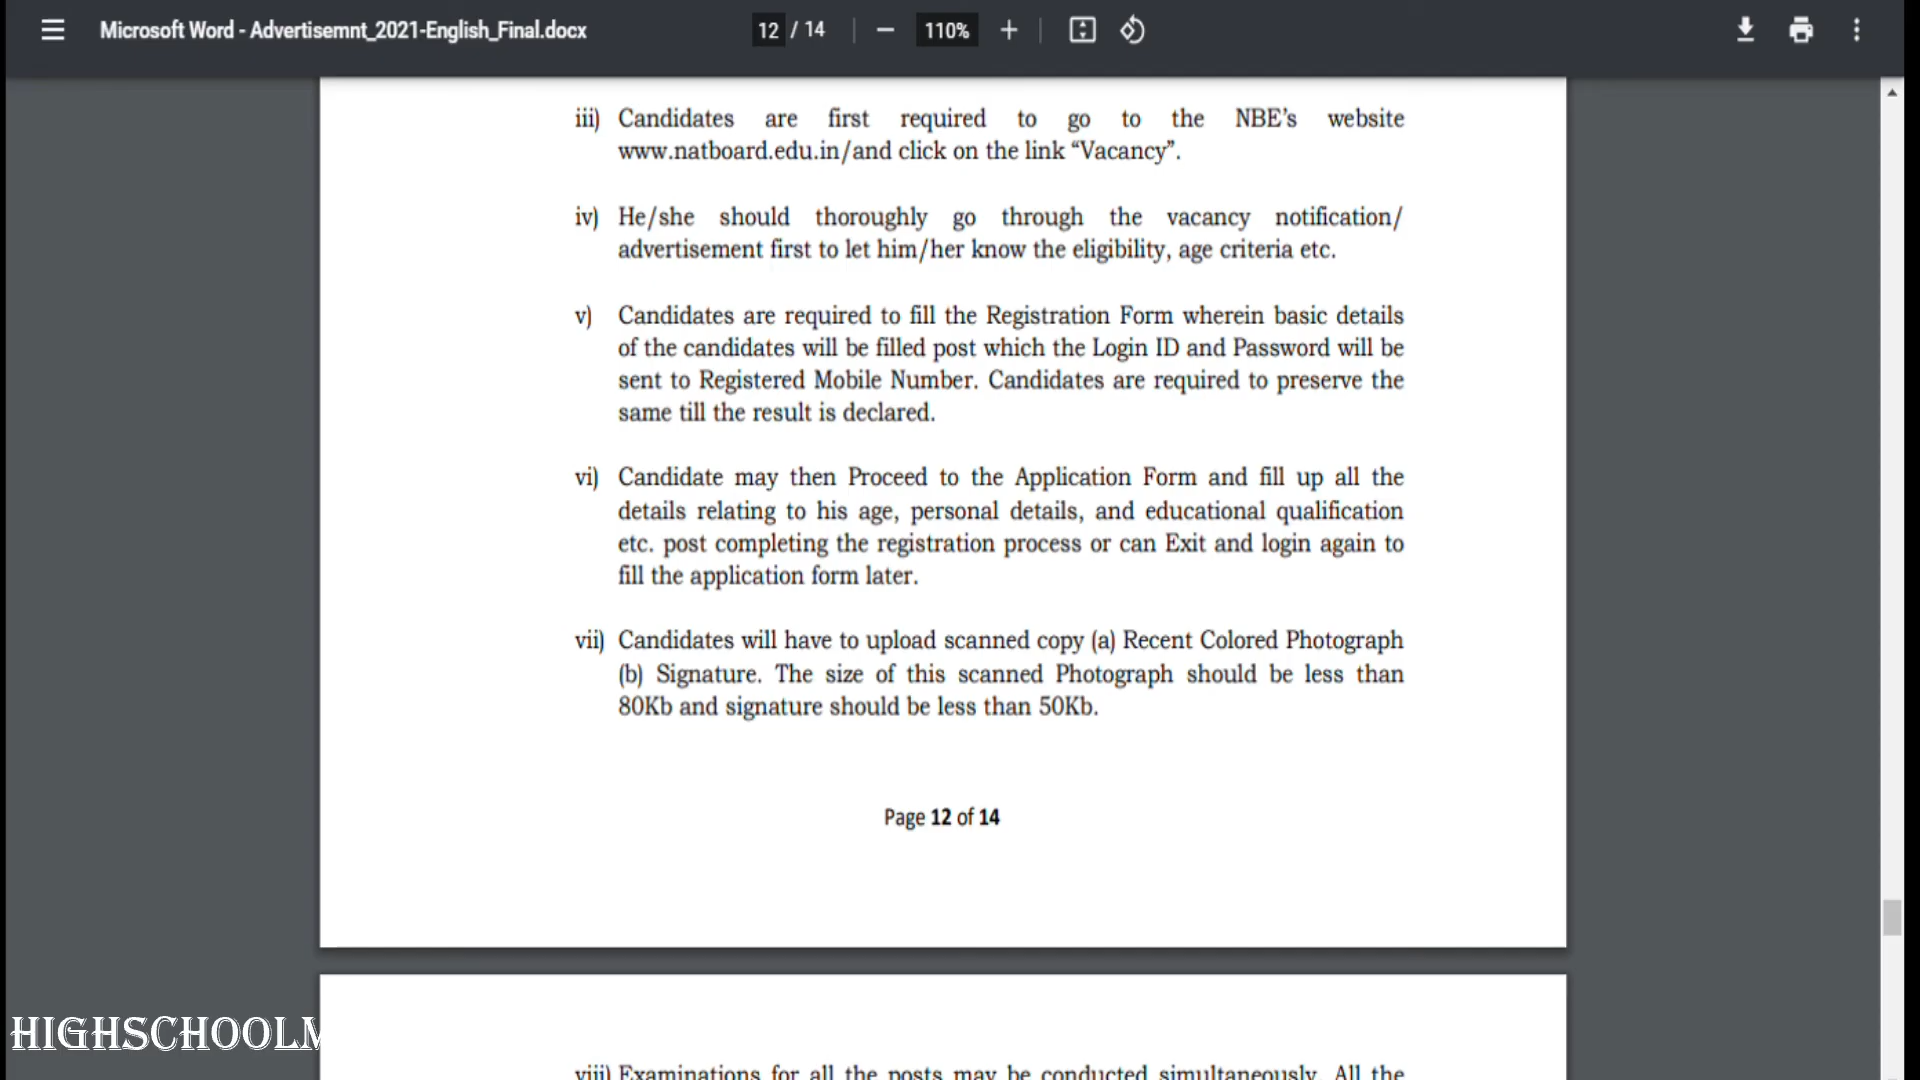 Microsoft Word - Advertisemnt_2021-English_Final.docx
12 / 14
110%
iii) Candidates are first required to go to the NBE’s website
www.natboard.edu.in/and click on the link “Vacancy”.
iv) He/she should thoroughly go through the vacancy notification/
advertisement first to let him/her know the eligibility, age criteria etc.
v) Candidates are required to fill the Registration Form wherein basic details
of the candidates will be filled post which the Login ID and Password will be
sent to Registered Mobile Number. Candidates are required to preserve the
same till the result is declared.
vi) Candidate may then Proceed to the Application Form and fill up all the
details relating to his age, personal details, and educational qualification
etc. post completing the registration process or can Exit and login again to
fill the application form later.
vii) Candidates will have to upload scanned copy (a) Recent Colored Photograph
(b) Signature. The size of this scanned Photograph should be less than
80Kb and signature should be less than 50Kb.
Page 12 of 14
HIGHSCHOOLM
viii) Examinations for all the posts may be conducted simultaneously. All the